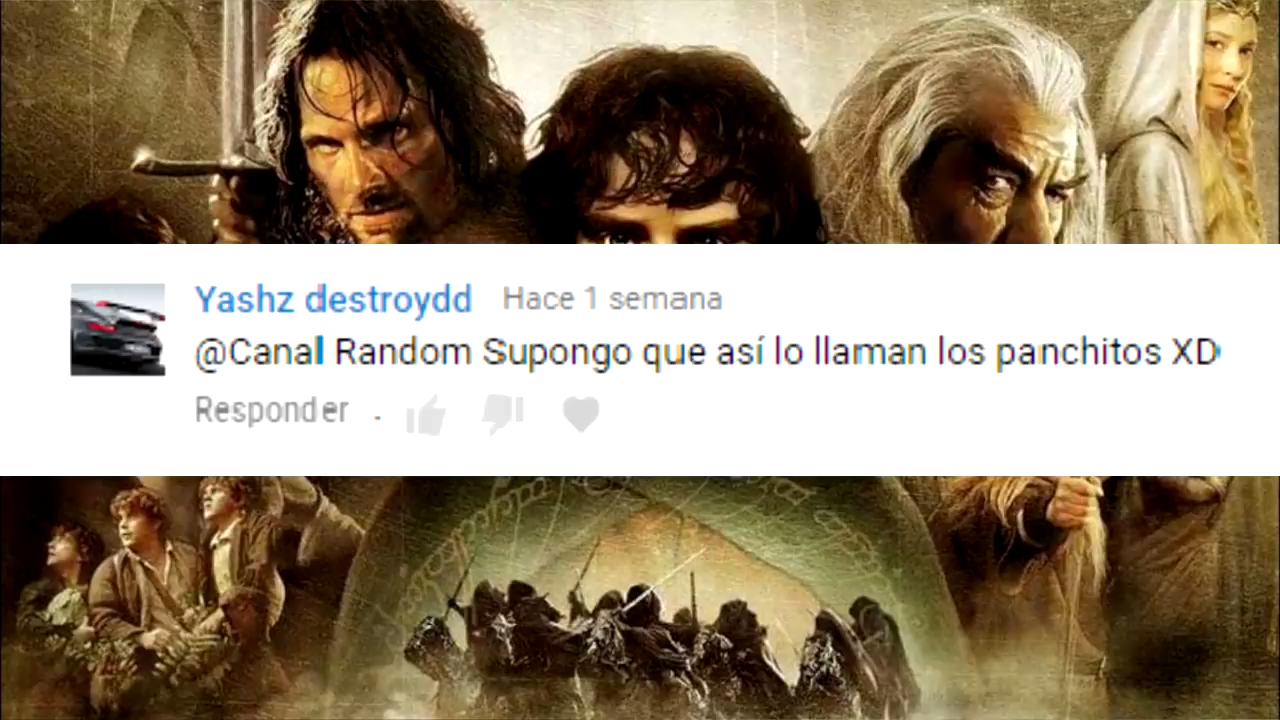 Yashz destroydd Hace 1 semana
@Canal Random Supongo que así lo llaman los panchitos XD
Responder .